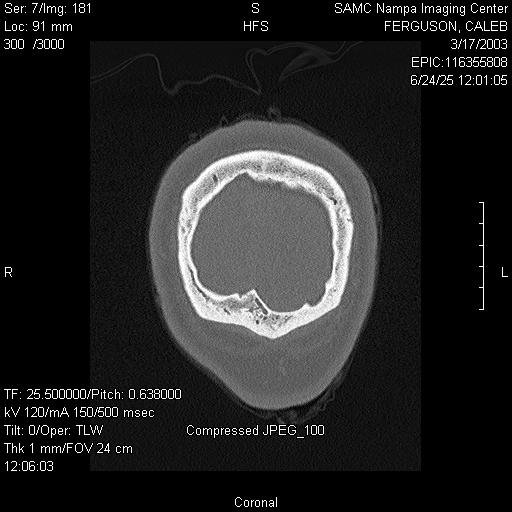 Ser: 7/Img: 181
S
SAMC Nampa Imaging Center
Loc: 91 mm
HFS
FERGUSON, CALEB
300 /3000
3/17/2003
EPIC:116355808
6/24/25 12:01:05
R
L
TF: 25.500000/Pitch: 0.638000
kV 120/mA 150/500 msec
Tilt: 0/Oper: TLW
Compressed JPEG_100
Thk 1 mm/FOV 24 cm
12:06:03
Coronal